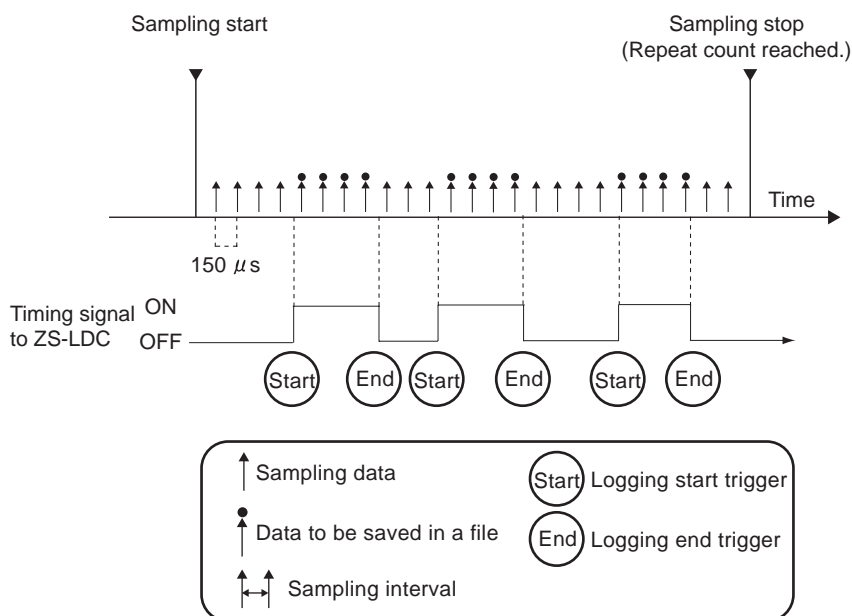 Sampling start
Sampling stop
(Repeat count reached.)
Time
150 μs
Timing signal
to ZS-LDC
ON
OFF
Start
End
Start
End
Start
End
Sampling data
Start
Logging start trigger
Data to be saved in a file
End
Logging end trigger
Sampling interval